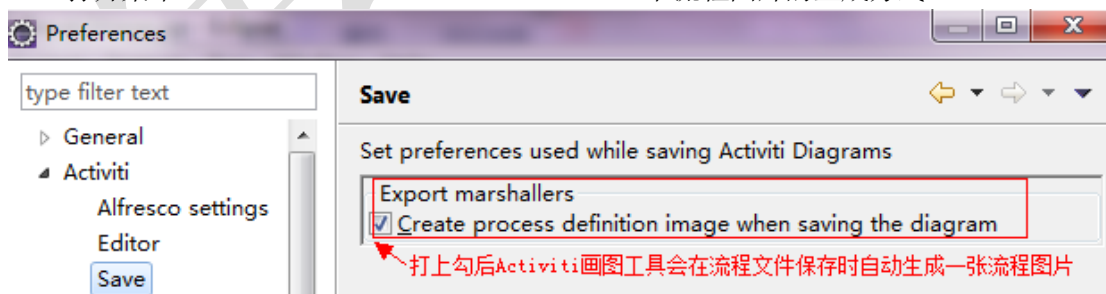 Preferences
type filter text
Save
General
Set preferences used while saving Activiti Diagrams
Activiti
Export marshallers
Alfresco settings
Create process definition image when saving the diagram
Editor
打上勾后Activiti画图工具会在流程文件保存时自动生成一张流程图片
Save